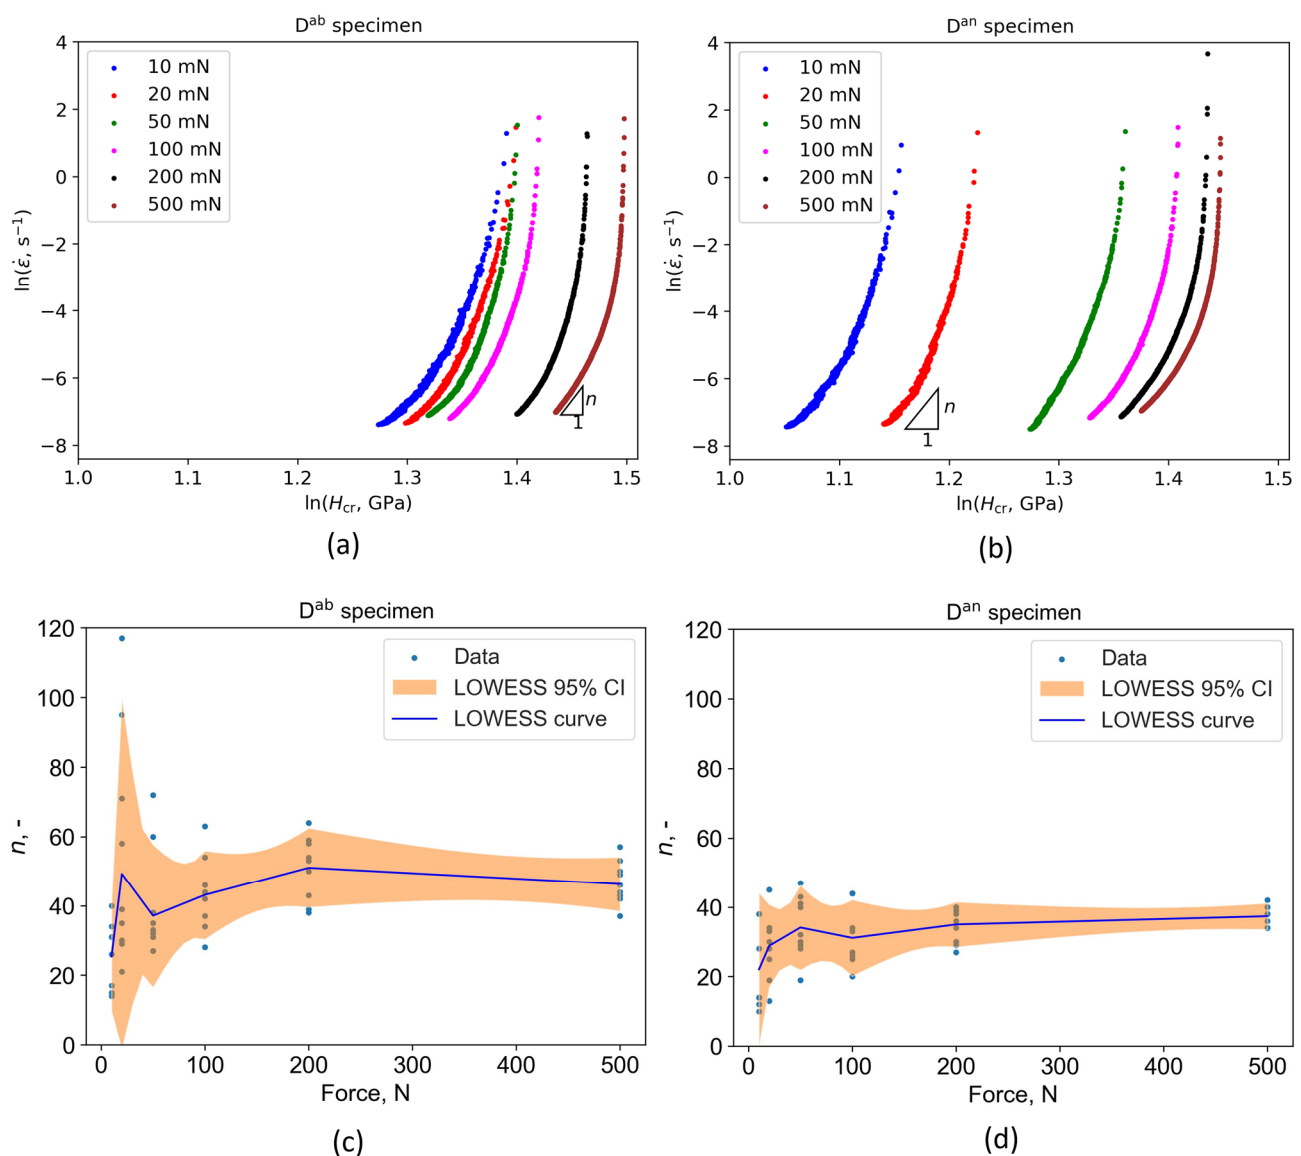 D^ab specimen
4
2
0
−2
−4
−6
−8
ln(ε̇, s⁻¹)
10 mN
20 mN
50 mN
100 mN
200 mN
500 mN
n
1
1.0 1.1 1.2 1.3 1.4 1.5
ln(H_cr, GPa)
(a)
D^an specimen
4
2
0
−2
−4
−6
−8
ln(ε̇, s⁻¹)
10 mN
20 mN
50 mN
100 mN
200 mN
500 mN
n
1
1.0 1.1 1.2 1.3 1.4 1.5
ln(H_cr, GPa)
(b)
D^ab specimen
120
100
80
60
40
20
0
n, -
Data
LOWESS 95% CI
LOWESS curve
0 100 200 300 400 500
Force, N
(c)
D^an specimen
120
100
80
60
40
20
0
n, -
Data
LOWESS 95% CI
LOWESS curve
0 100 200 300 400 500
Force, N
(d)